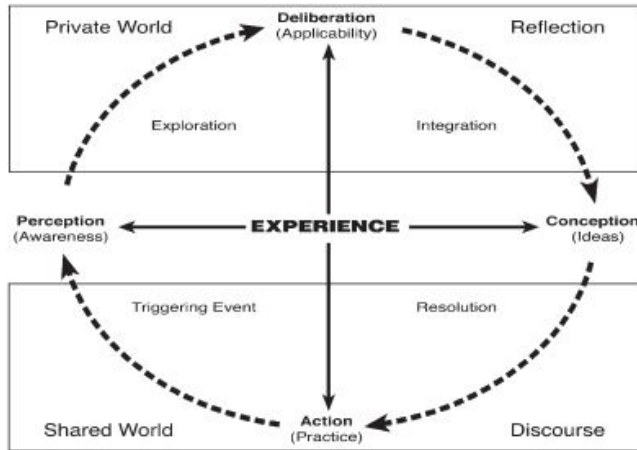 Private World
Deliberation
(Applicability)
Reflection
Exploration
Integration
Perception
(Awareness)
EXPERIENCE
Conception
(Ideas)
Triggering Event
Resolution
Shared World
Action
(Practice)
Discourse